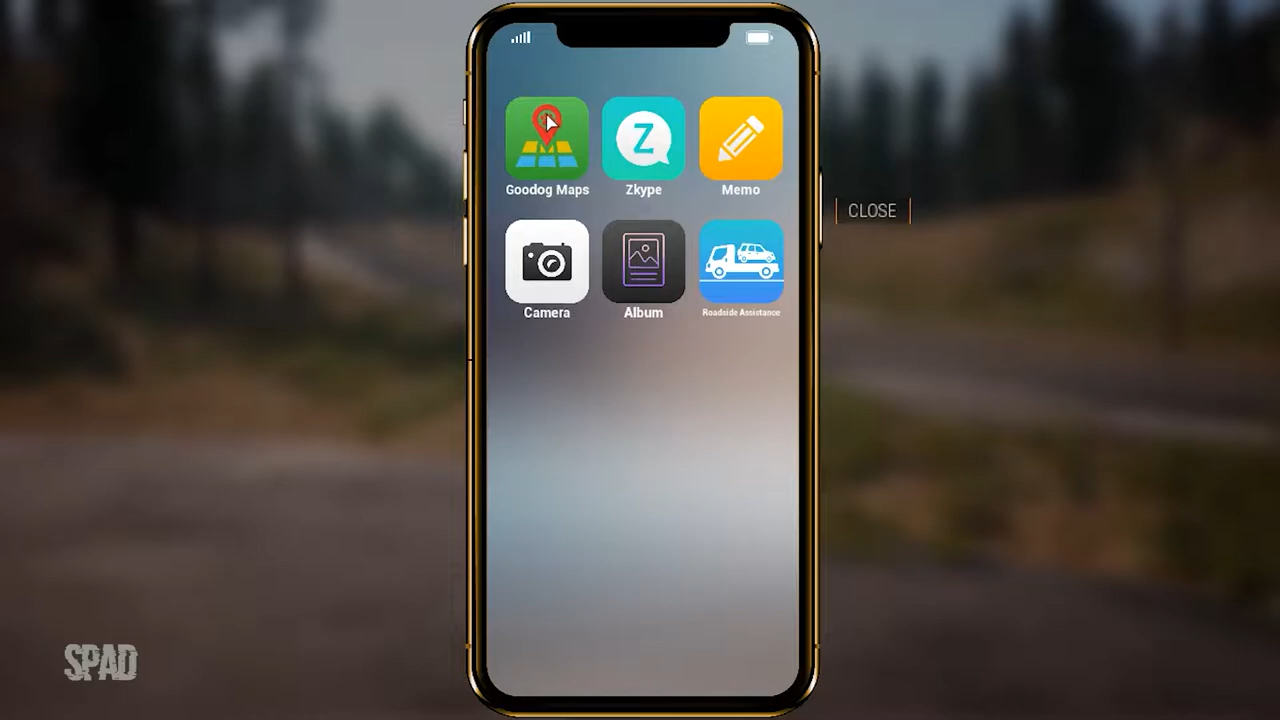 Goodog Maps
Z
Zkype
Memo
CLOSE
Camera
Album
Roadside Assistance
SPAD